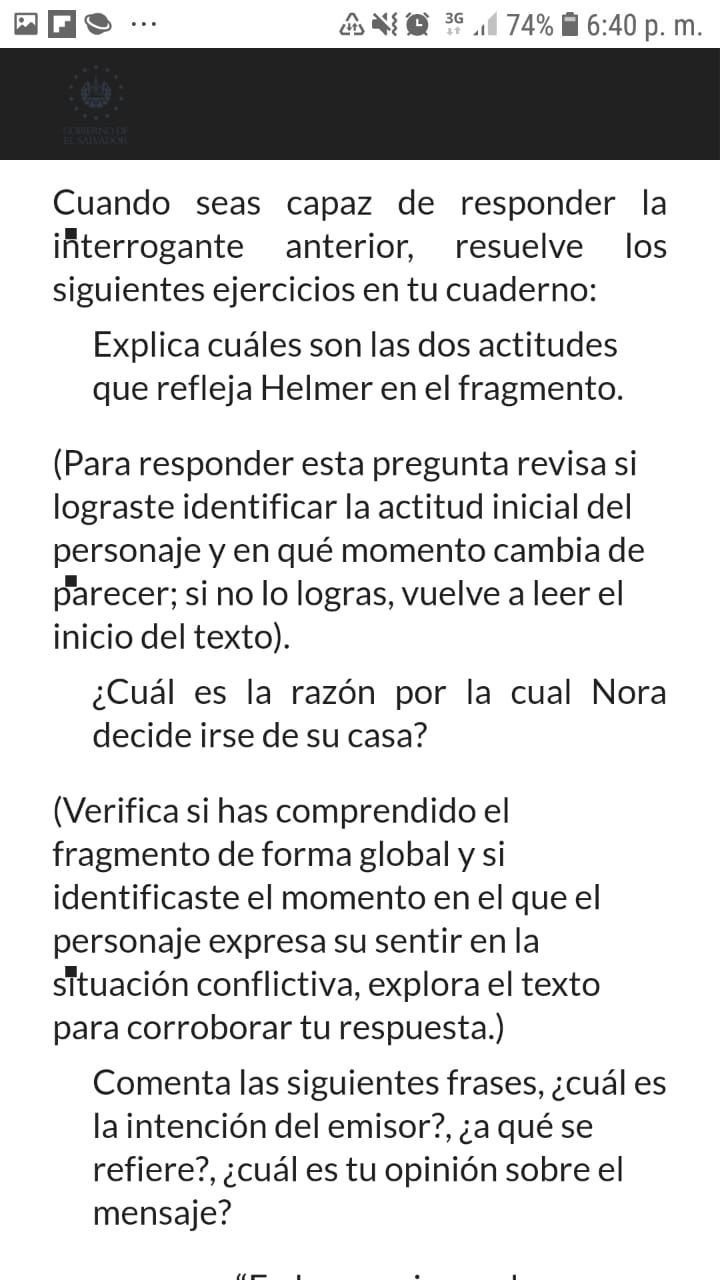 3G 74% 6:40 p. m.
GOBIERNO DE
EL SALVADOR
Cuando seas capaz de responder la
interrogante anterior, resuelve los
siguientes ejercicios en tu cuaderno:
Explica cuáles son las dos actitudes
que refleja Helmer en el fragmento.
(Para responder esta pregunta revisa si
lograste identificar la actitud inicial del
personaje y en qué momento cambia de
parecer; si no lo logras, vuelve a leer el
inicio del texto).
¿Cuál es la razón por la cual Nora
decide irse de su casa?
(Verifica si has comprendido el
fragmento de forma global y si
identificaste el momento en el que el
personaje expresa su sentir en la
situación conflictiva, explora el texto
para corroborar tu respuesta.)
Comenta las siguientes frases, ¿cuál es
la intención del emisor?, ¿a qué se
refiere?, ¿cuál es tu opinión sobre el
mensaje?